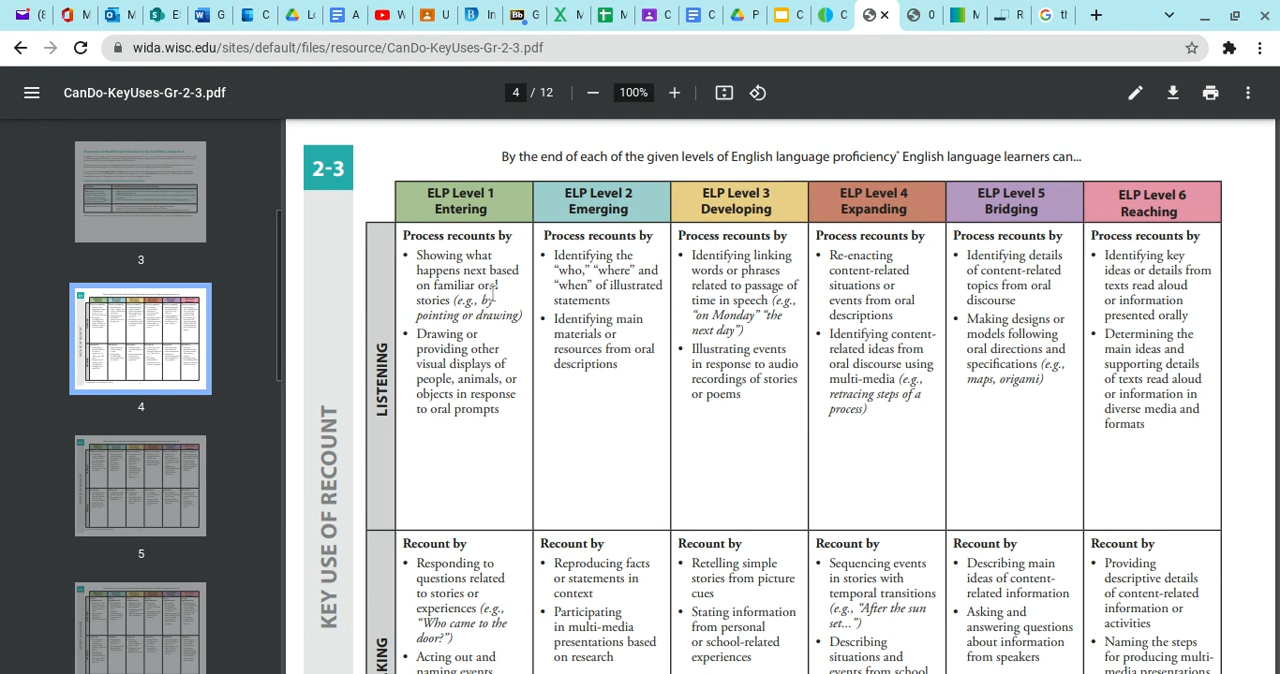 (8
M
M
E
G
C
Lo
A
W
U
In
G
M
M
C
C
P
C
C
0
M
R
th
wida.wisc.edu/sites/default/files/resource/CanDo-KeyUses-Gr-2-3.pdf
CanDo-KeyUses-Gr-2-3.pdf
4 / 12
100%
3
4
5
2-3
By the end of each of the given levels of English language proficiency* English language learners can...
ELP Level 1
Entering
ELP Level 2
Emerging
ELP Level 3
Developing
ELP Level 4
Expanding
ELP Level 5
Bridging
ELP Level 6
Reaching
KEY USE OF RECOUNT
LISTENING
Process recounts by
• Showing what
happens next based
on familiar oral
stories (e.g., by
pointing or drawing)
• Drawing or
providing other
visual displays of
people, animals, or
objects in response
to oral prompts
Process recounts by
• Identifying the
“who,” “where” and
“when” of illustrated
statements
• Identifying main
materials or
resources from oral
descriptions
Process recounts by
• Identifying linking
words or phrases
related to passage of
time in speech (e.g.,
“on Monday” “the
next day”)
• Illustrating events
in response to audio
recordings of stories
or poems
Process recounts by
• Re-enacting
content-related
situations or
events from oral
descriptions
• Identifying content-
related ideas from
oral discourse using
multi-media (e.g.,
retracing steps of a
process)
Process recounts by
• Identifying details
of content-related
topics from oral
discourse
• Making designs or
models following
oral directions and
specifications (e.g.,
maps, origami)
Process recounts by
• Identifying key
ideas or details from
texts read aloud
or information
presented orally
• Determining the
main ideas and
supporting details
of texts read aloud
or information in
diverse media and
formats
Recount by
• Responding to
questions related
to stories or
experiences (e.g.,
“Who came to the
door?”)
• Acting out and
naming events
Recount by
• Reproducing facts
or statements in
context
• Participating
in multi-media
presentations based
on research
Recount by
• Retelling simple
stories from picture
cues
• Stating information
from personal
or school-related
experiences
Recount by
• Sequencing events
in stories with
temporal transitions
(e.g., “After the sun
set...”)
• Describing
situations and
events from school
Recount by
• Describing main
ideas of content-
related information
• Asking and
answering questions
about information
from speakers
Recount by
• Providing
descriptive details
of content-related
information or
activities
• Naming the steps
for producing multi-
media presentations